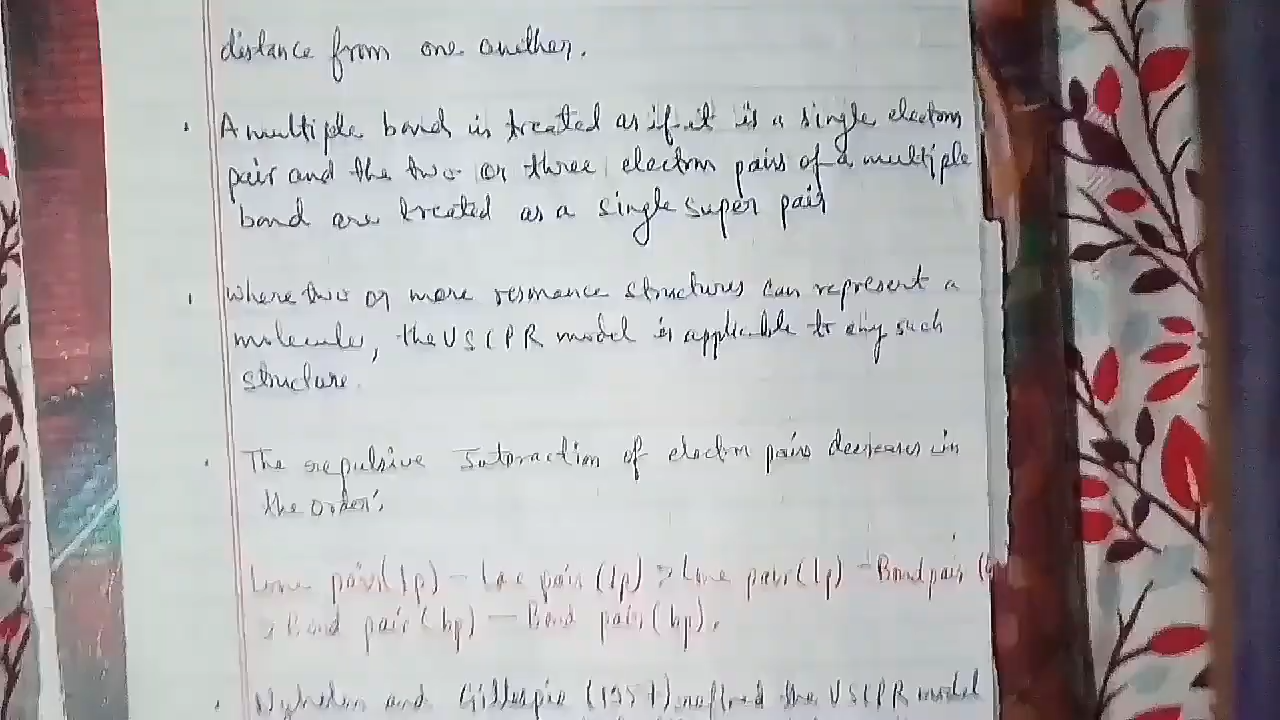 distance from one another.
• A multiple bond is treated as if it is a single electron
pair and the two or three electron pairs of a multiple
bond are treated as a single super pair
• Where two or more resonance structures can represent a
molecule, the VSEPR model is applicable to any such
structure.
• The repulsive Interaction of electron pairs decreases in
the order:
Lone pair (lp) - Lone pair (lp) > Lone pair (lp) - Bond pair
> Bond pair (bp) - Bond pair (bp).
• Nyholm and Gillespie (1957) refined the VSEPR model